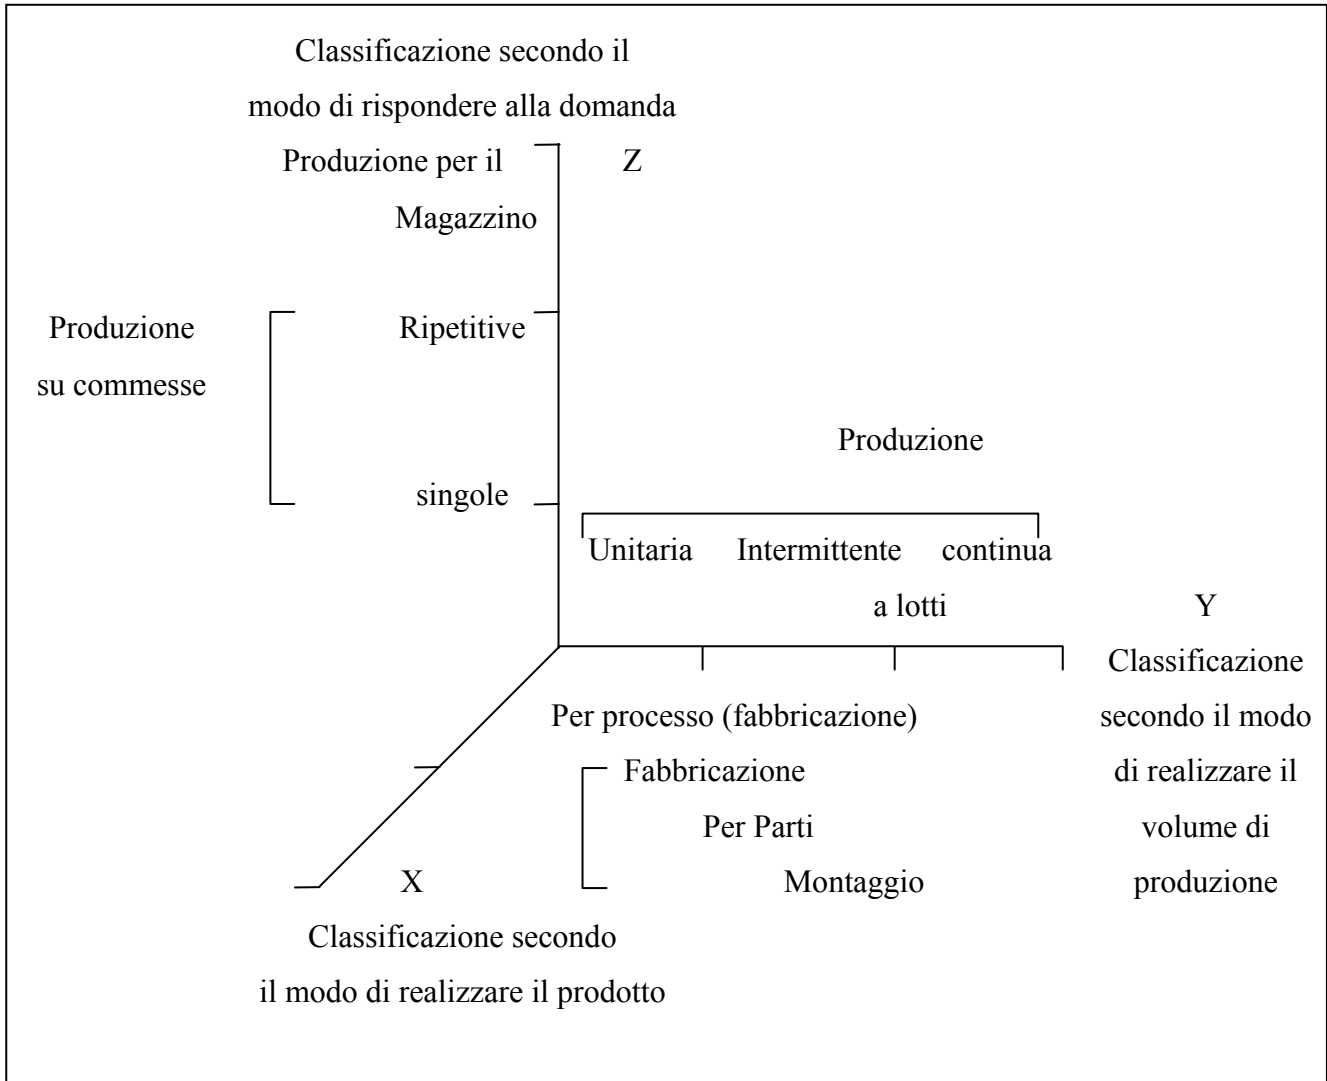 Classificazione secondo il
modo di rispondere alla domanda
Produzione per il
Z
Magazzino
Produzione
su commesse
Ripetitive
singole
Produzione
Unitaria Intermittente continua
a lotti
Y
Classificazione
secondo il modo
di realizzare il
volume di
produzione
Per processo (fabbricazione)
Fabbricazione
Per Parti
Montaggio
X
Classificazione secondo
il modo di realizzare il prodotto